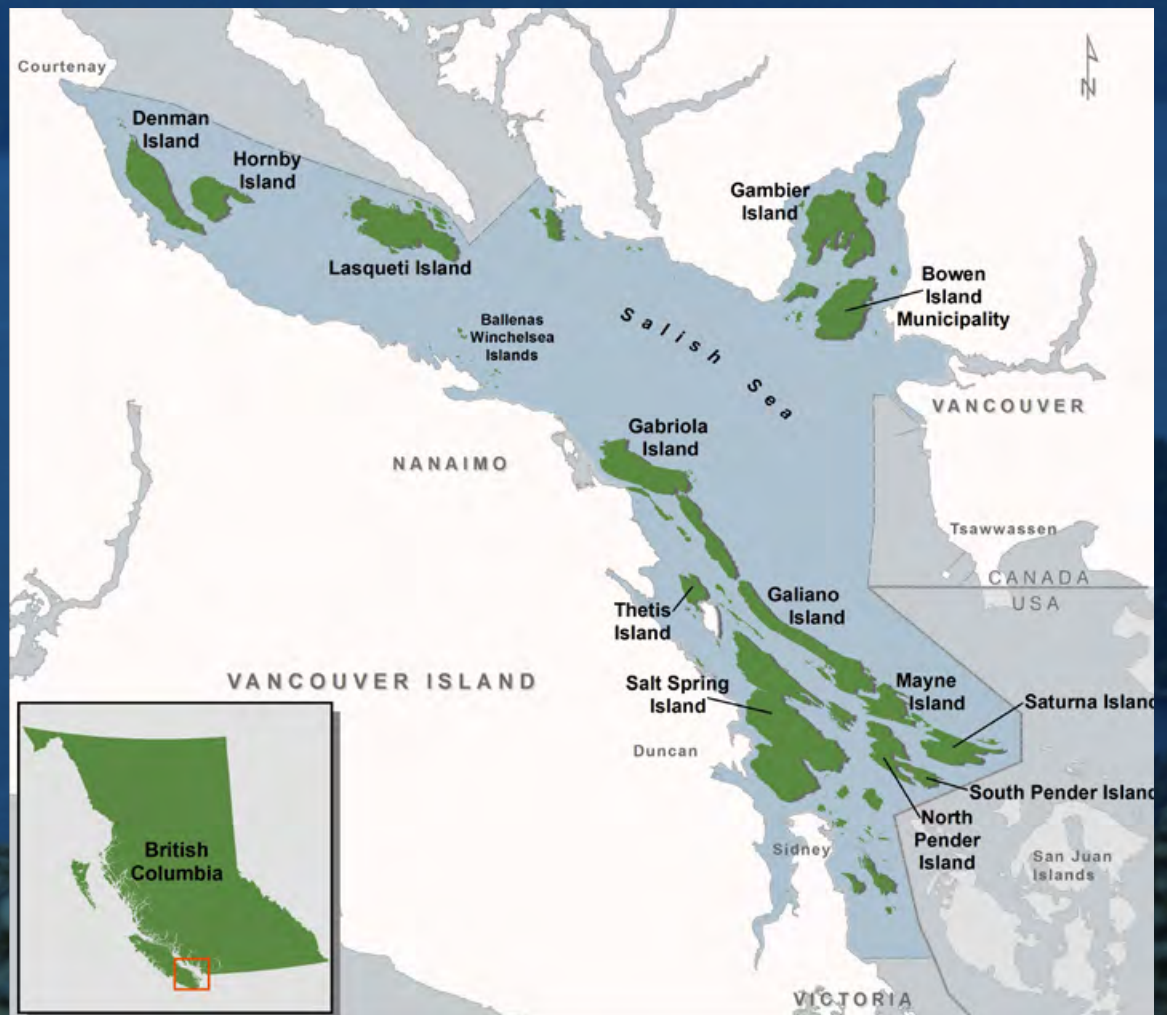 Courtenay
N
Denman
Island
Hornby
Island
Gambier
Island
Lasqueti Island
Bowen
Island
Municipality
Ballenas
Winchelsea
Islands
Salish Sea
VANCOUVER
Gabriola
Island
NANAIMO
Tsawwassen
CANADA
USA
Thetis
Island
Galiano
Island
VANCOUVER ISLAND
Salt Spring
Island
Mayne
Island
Saturna Island
Duncan
South Pender Island
North
Pender
Island
Sidney
San Juan
Islands
British
Columbia
VICTORIA